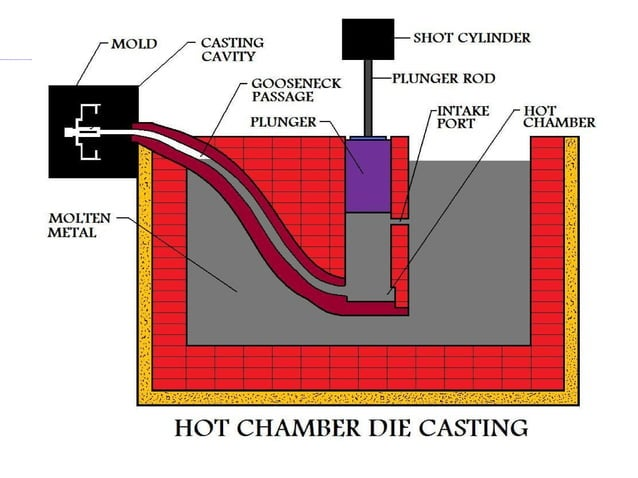 MOLD
CASTING
CAVITY
SHOT CYLINDER
GOOSENECK
PASSAGE
PLUNGER ROD
PLUNGER
INTAKE
PORT
HOT
CHAMBER
MOLTEN
METAL
HOT CHAMBER DIE CASTING